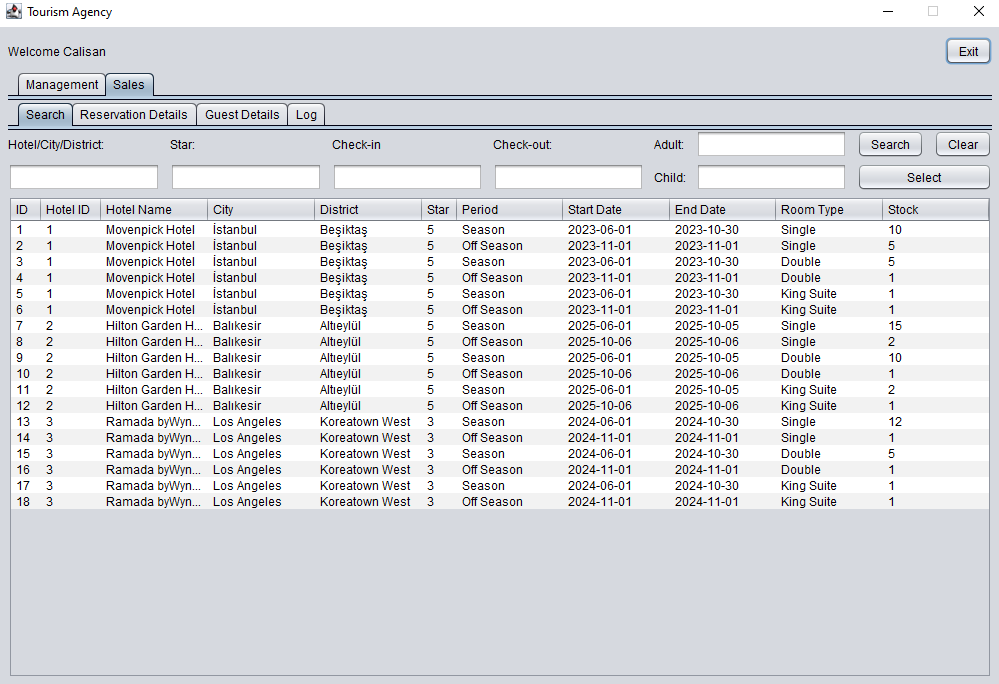 Tourism Agency
Welcome Calisan
Exit
Management Sales
Search Reservation Details Guest Details Log
Hotel/City/District: Star: Check-in Check-out: Adult: Search Clear
Child: Select
ID Hotel ID Hotel Name City District Star Period Start Date End Date Room Type Stock
1 1 Movenpick Hotel İstanbul Beşiktaş 5 Season 2023-06-01 2023-10-30 Single 10
2 1 Movenpick Hotel İstanbul Beşiktaş 5 Off Season 2023-11-01 2023-11-01 Single 5
3 1 Movenpick Hotel İstanbul Beşiktaş 5 Season 2023-06-01 2023-10-30 Double 5
4 1 Movenpick Hotel İstanbul Beşiktaş 5 Off Season 2023-11-01 2023-11-01 Double 1
5 1 Movenpick Hotel İstanbul Beşiktaş 5 Season 2023-06-01 2023-10-30 King Suite 1
6 1 Movenpick Hotel İstanbul Beşiktaş 5 Off Season 2023-11-01 2023-11-01 King Suite 1
7 2 Hilton Garden H... Balıkesir Altıeylül 5 Season 2025-06-01 2025-10-05 Single 15
8 2 Hilton Garden H... Balıkesir Altıeylül 5 Off Season 2025-10-06 2025-10-06 Single 2
9 2 Hilton Garden H... Balıkesir Altıeylül 5 Season 2025-06-01 2025-10-05 Double 10
10 2 Hilton Garden H... Balıkesir Altıeylül 5 Off Season 2025-10-06 2025-10-06 Double 1
11 2 Hilton Garden H... Balıkesir Altıeylül 5 Season 2025-06-01 2025-10-05 King Suite 2
12 2 Hilton Garden H... Balıkesir Altıeylül 5 Off Season 2025-10-06 2025-10-06 King Suite 1
13 3 Ramada byWyn... Los Angeles Koreatown West 3 Season 2024-06-01 2024-10-30 Single 12
14 3 Ramada byWyn... Los Angeles Koreatown West 3 Off Season 2024-11-01 2024-11-01 Single 1
15 3 Ramada byWyn... Los Angeles Koreatown West 3 Season 2024-06-01 2024-10-30 Double 5
16 3 Ramada byWyn... Los Angeles Koreatown West 3 Off Season 2024-11-01 2024-11-01 Double 1
17 3 Ramada byWyn... Los Angeles Koreatown West 3 Season 2024-06-01 2024-10-30 King Suite 1
18 3 Ramada byWyn... Los Angeles Koreatown West 3 Off Season 2024-11-01 2024-11-01 King Suite 1